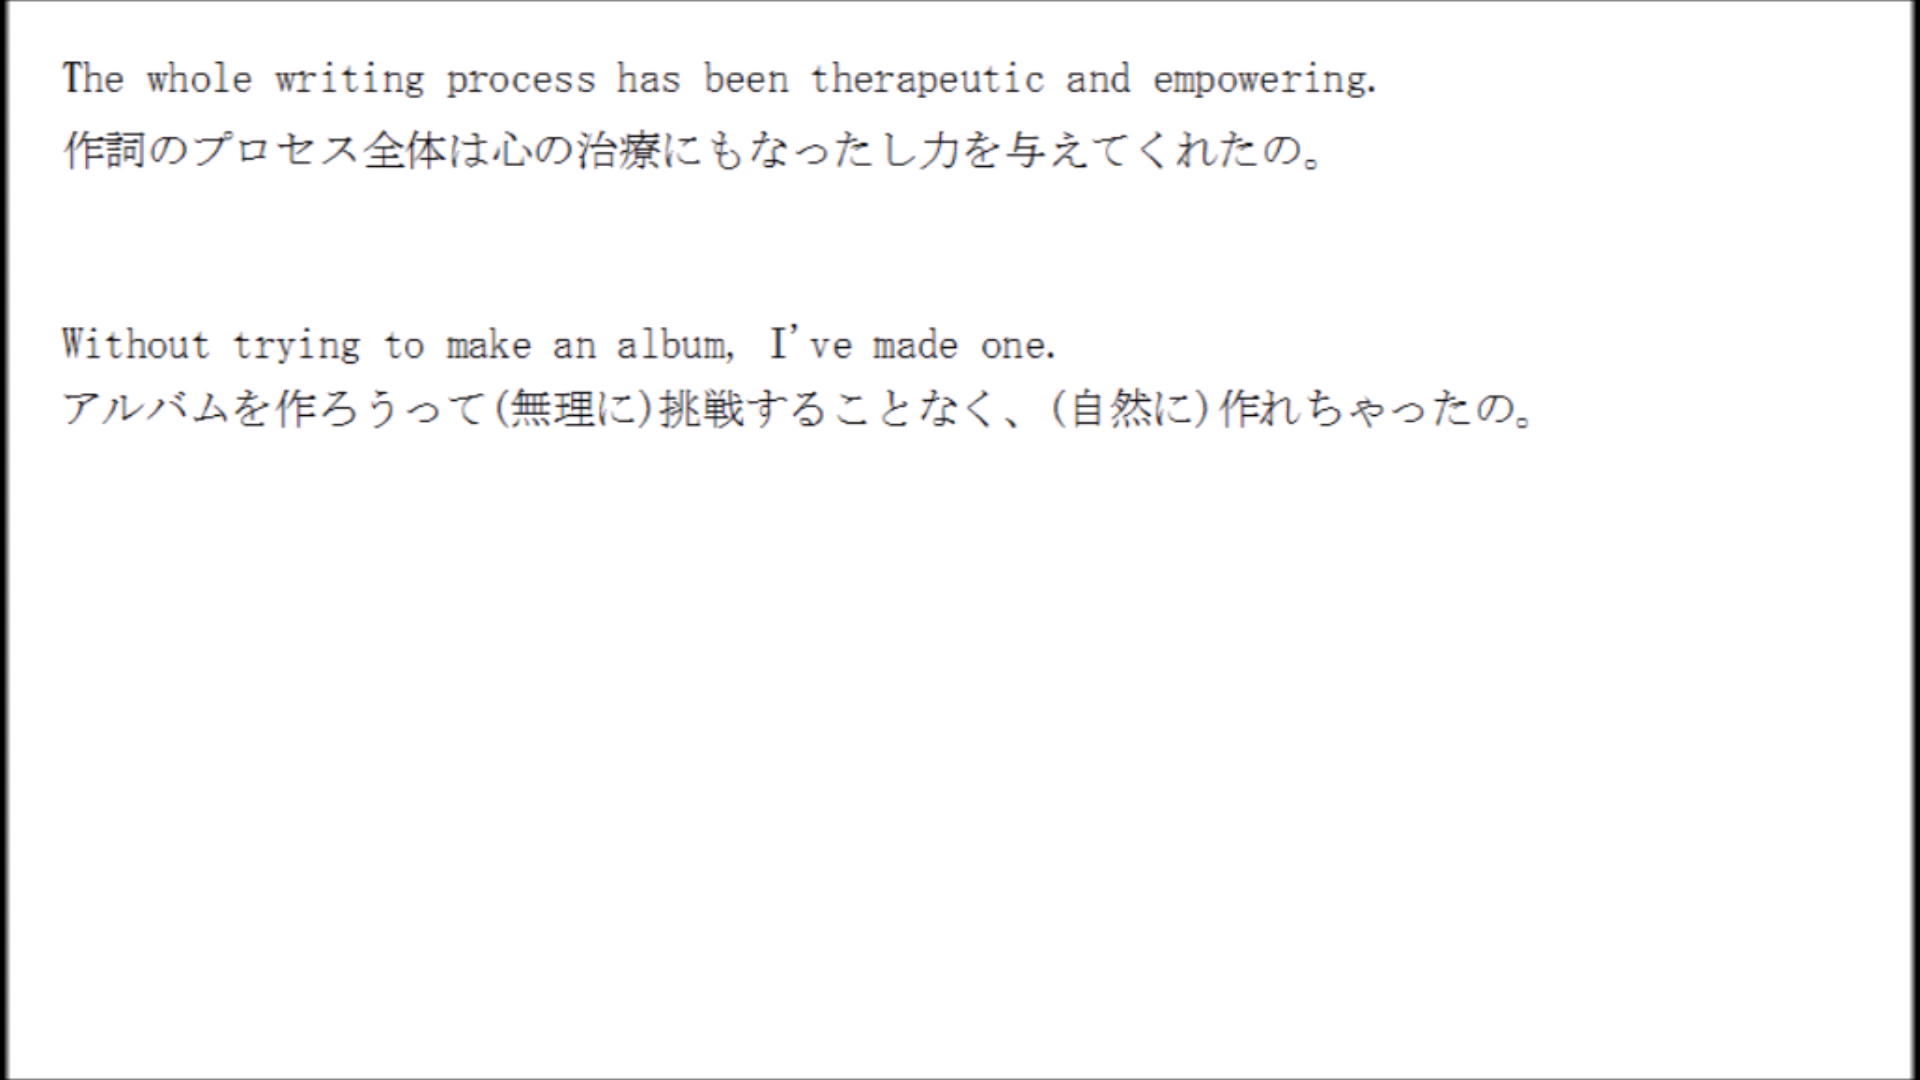 The whole writing process has been therapeutic and empowering.
作詞のプロセス全体は心の治療にもなったし力を与えてくれたの。
Without trying to make an album, I've made one.
アルバムを作ろうって(無理に)挑戦することなく、(自然に)作れちゃったの。